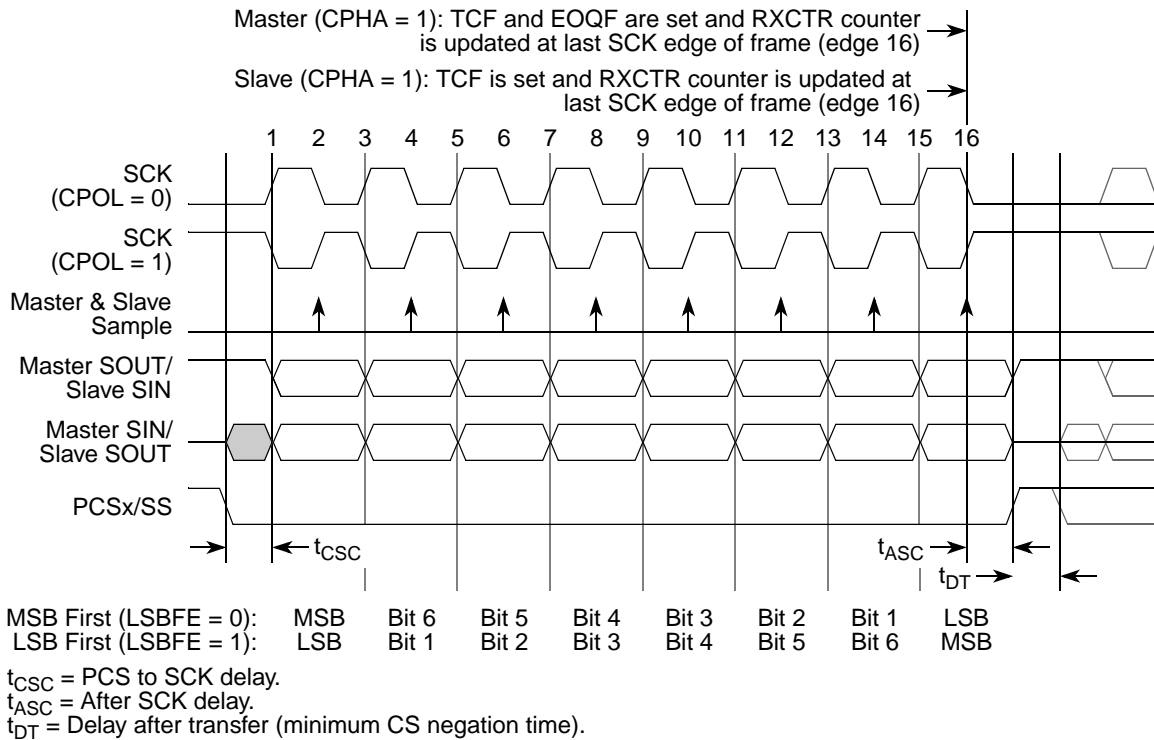 Master (CPHA = 1): TCF and EOQF are set and RXCTR counter
is updated at last SCK edge of frame (edge 16)
Slave (CPHA = 1): TCF is set and RXCTR counter is updated at
last SCK edge of frame (edge 16)
1 2 3 4 5 6 7 8 9 10 11 12 13 14 15 16
SCK
(CPOL = 0)
SCK
(CPOL = 1)
Master & Slave
Sample
Master SOUT/
Slave SIN
Master SIN/
Slave SOUT
PCSx/SS
tCSC tASC
tDT
MSB First (LSBFE = 0): MSB Bit 6 Bit 5 Bit 4 Bit 3 Bit 2 Bit 1 LSB
LSB First (LSBFE = 1): LSB Bit 1 Bit 2 Bit 3 Bit 4 Bit 5 Bit 6 MSB
tCSC = PCS to SCK delay.
tASC = After SCK delay.
tDT = Delay after transfer (minimum CS negation time).